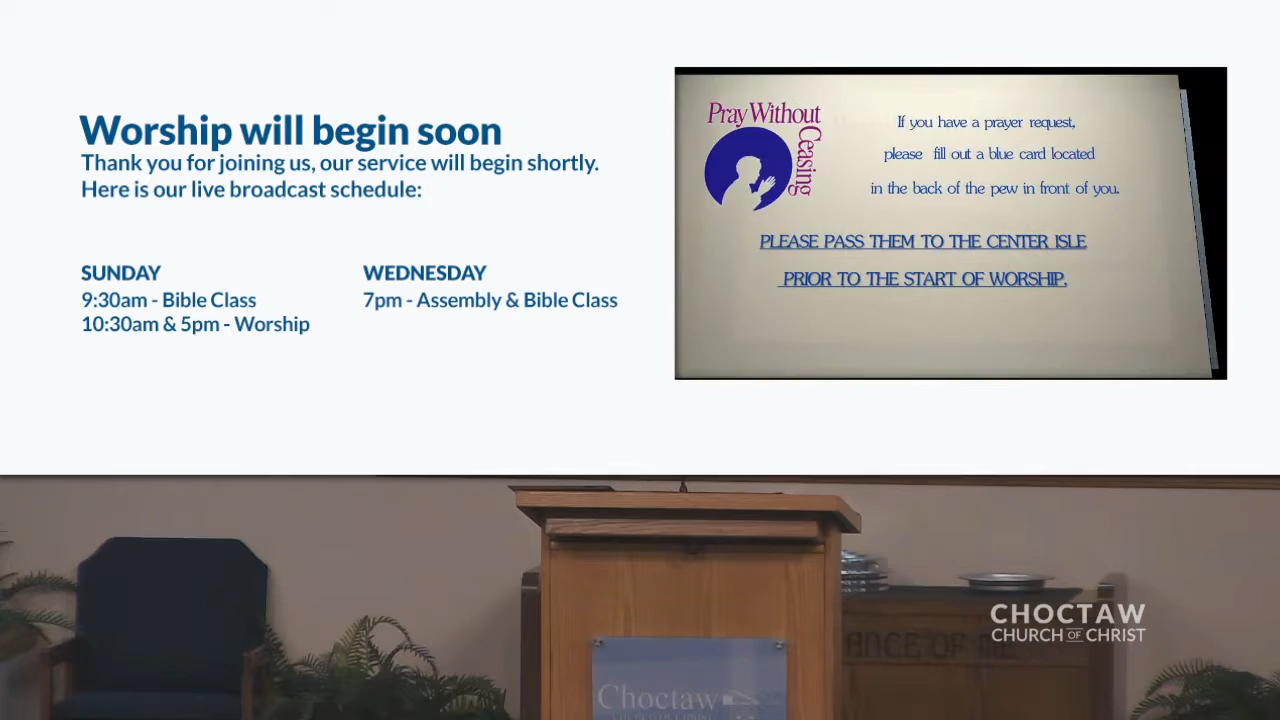 Worship will begin soon
Thank you for joining us, our service will begin shortly.
Here is our live broadcast schedule:
SUNDAY
9:30am - Bible Class
10:30am & 5pm - Worship
WEDNESDAY
7pm - Assembly & Bible Class
Pray Without
Ceasing
If you have a prayer request,
please fill out a blue card located
in the back of the pew in front of you.
PLEASE PASS THEM TO THE CENTER ISLE
PRIOR TO THE START OF WORSHIP.
CHOCTAW
CHURCH OF CHRIST
ANCE OF ME
Choctaw